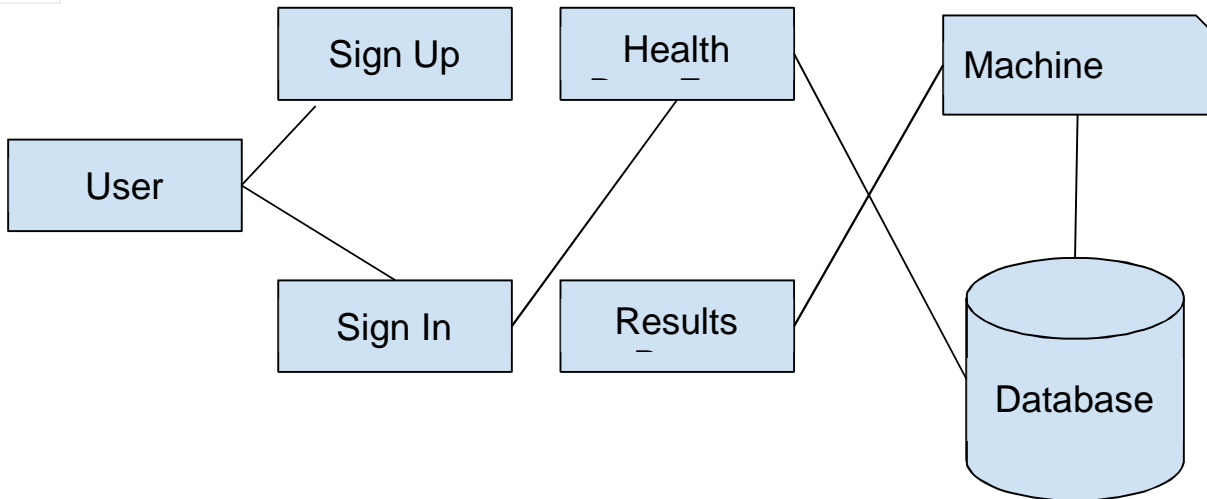 Sign Up
Health
Machine
User
Sign In
Results
Database